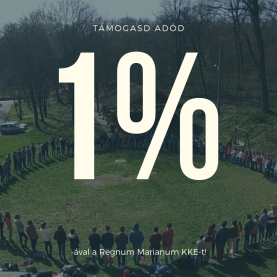 TÁMOGASD ADÓD
1%
-ával a Regnum Marianum KKE-t!